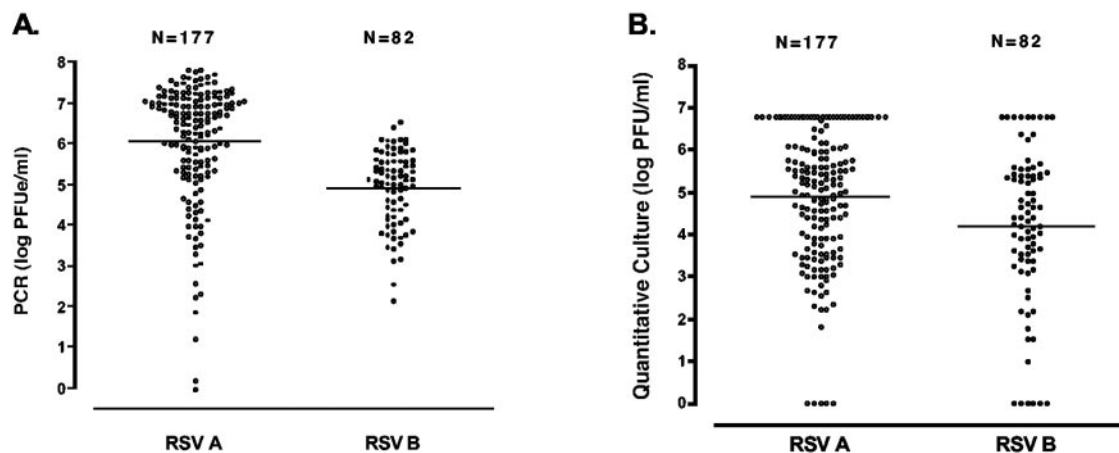 A.
N=177 N=82
8
7
6
5
4
3
2
1
0
PCR (log PFUe/ml)
RSV A RSV B
B.
N=177 N=82
8
7
6
5
4
3
2
1
0
Quantitative Culture (log PFU/ml)
RSV A RSV B